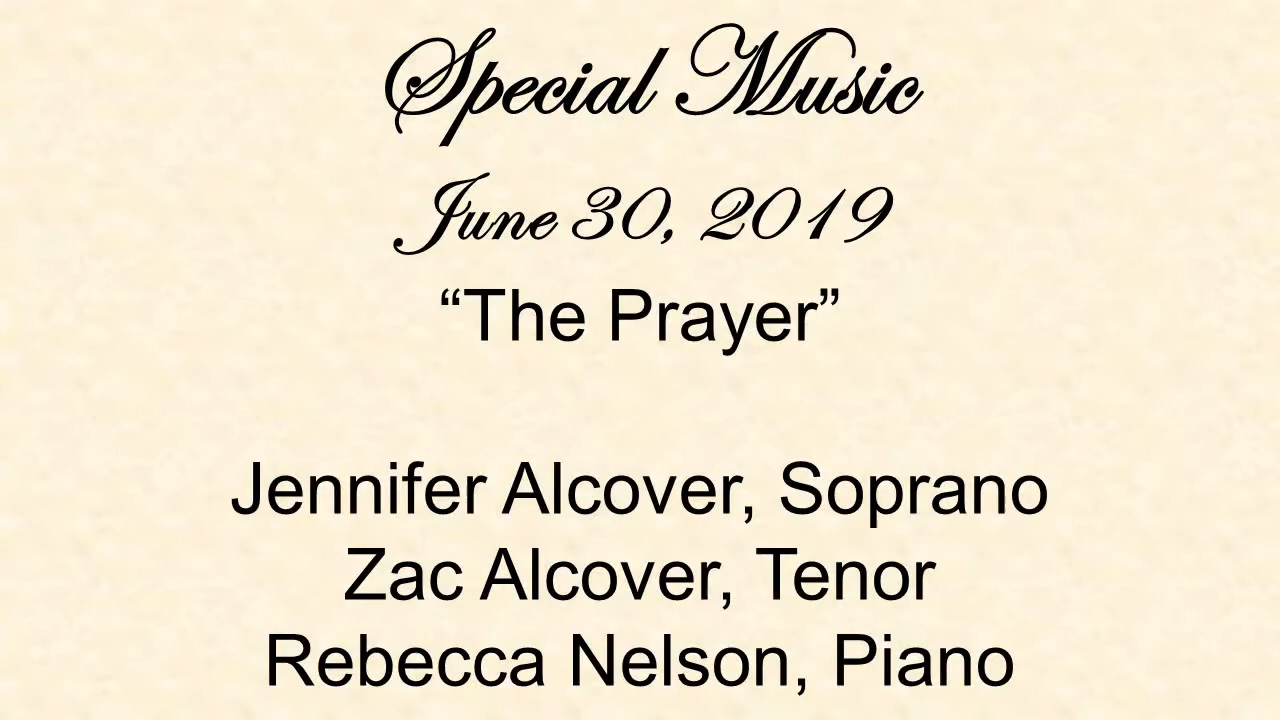 Special Music
June 30, 2019
“The Prayer”
Jennifer Alcover, Soprano
Zac Alcover, Tenor
Rebecca Nelson, Piano